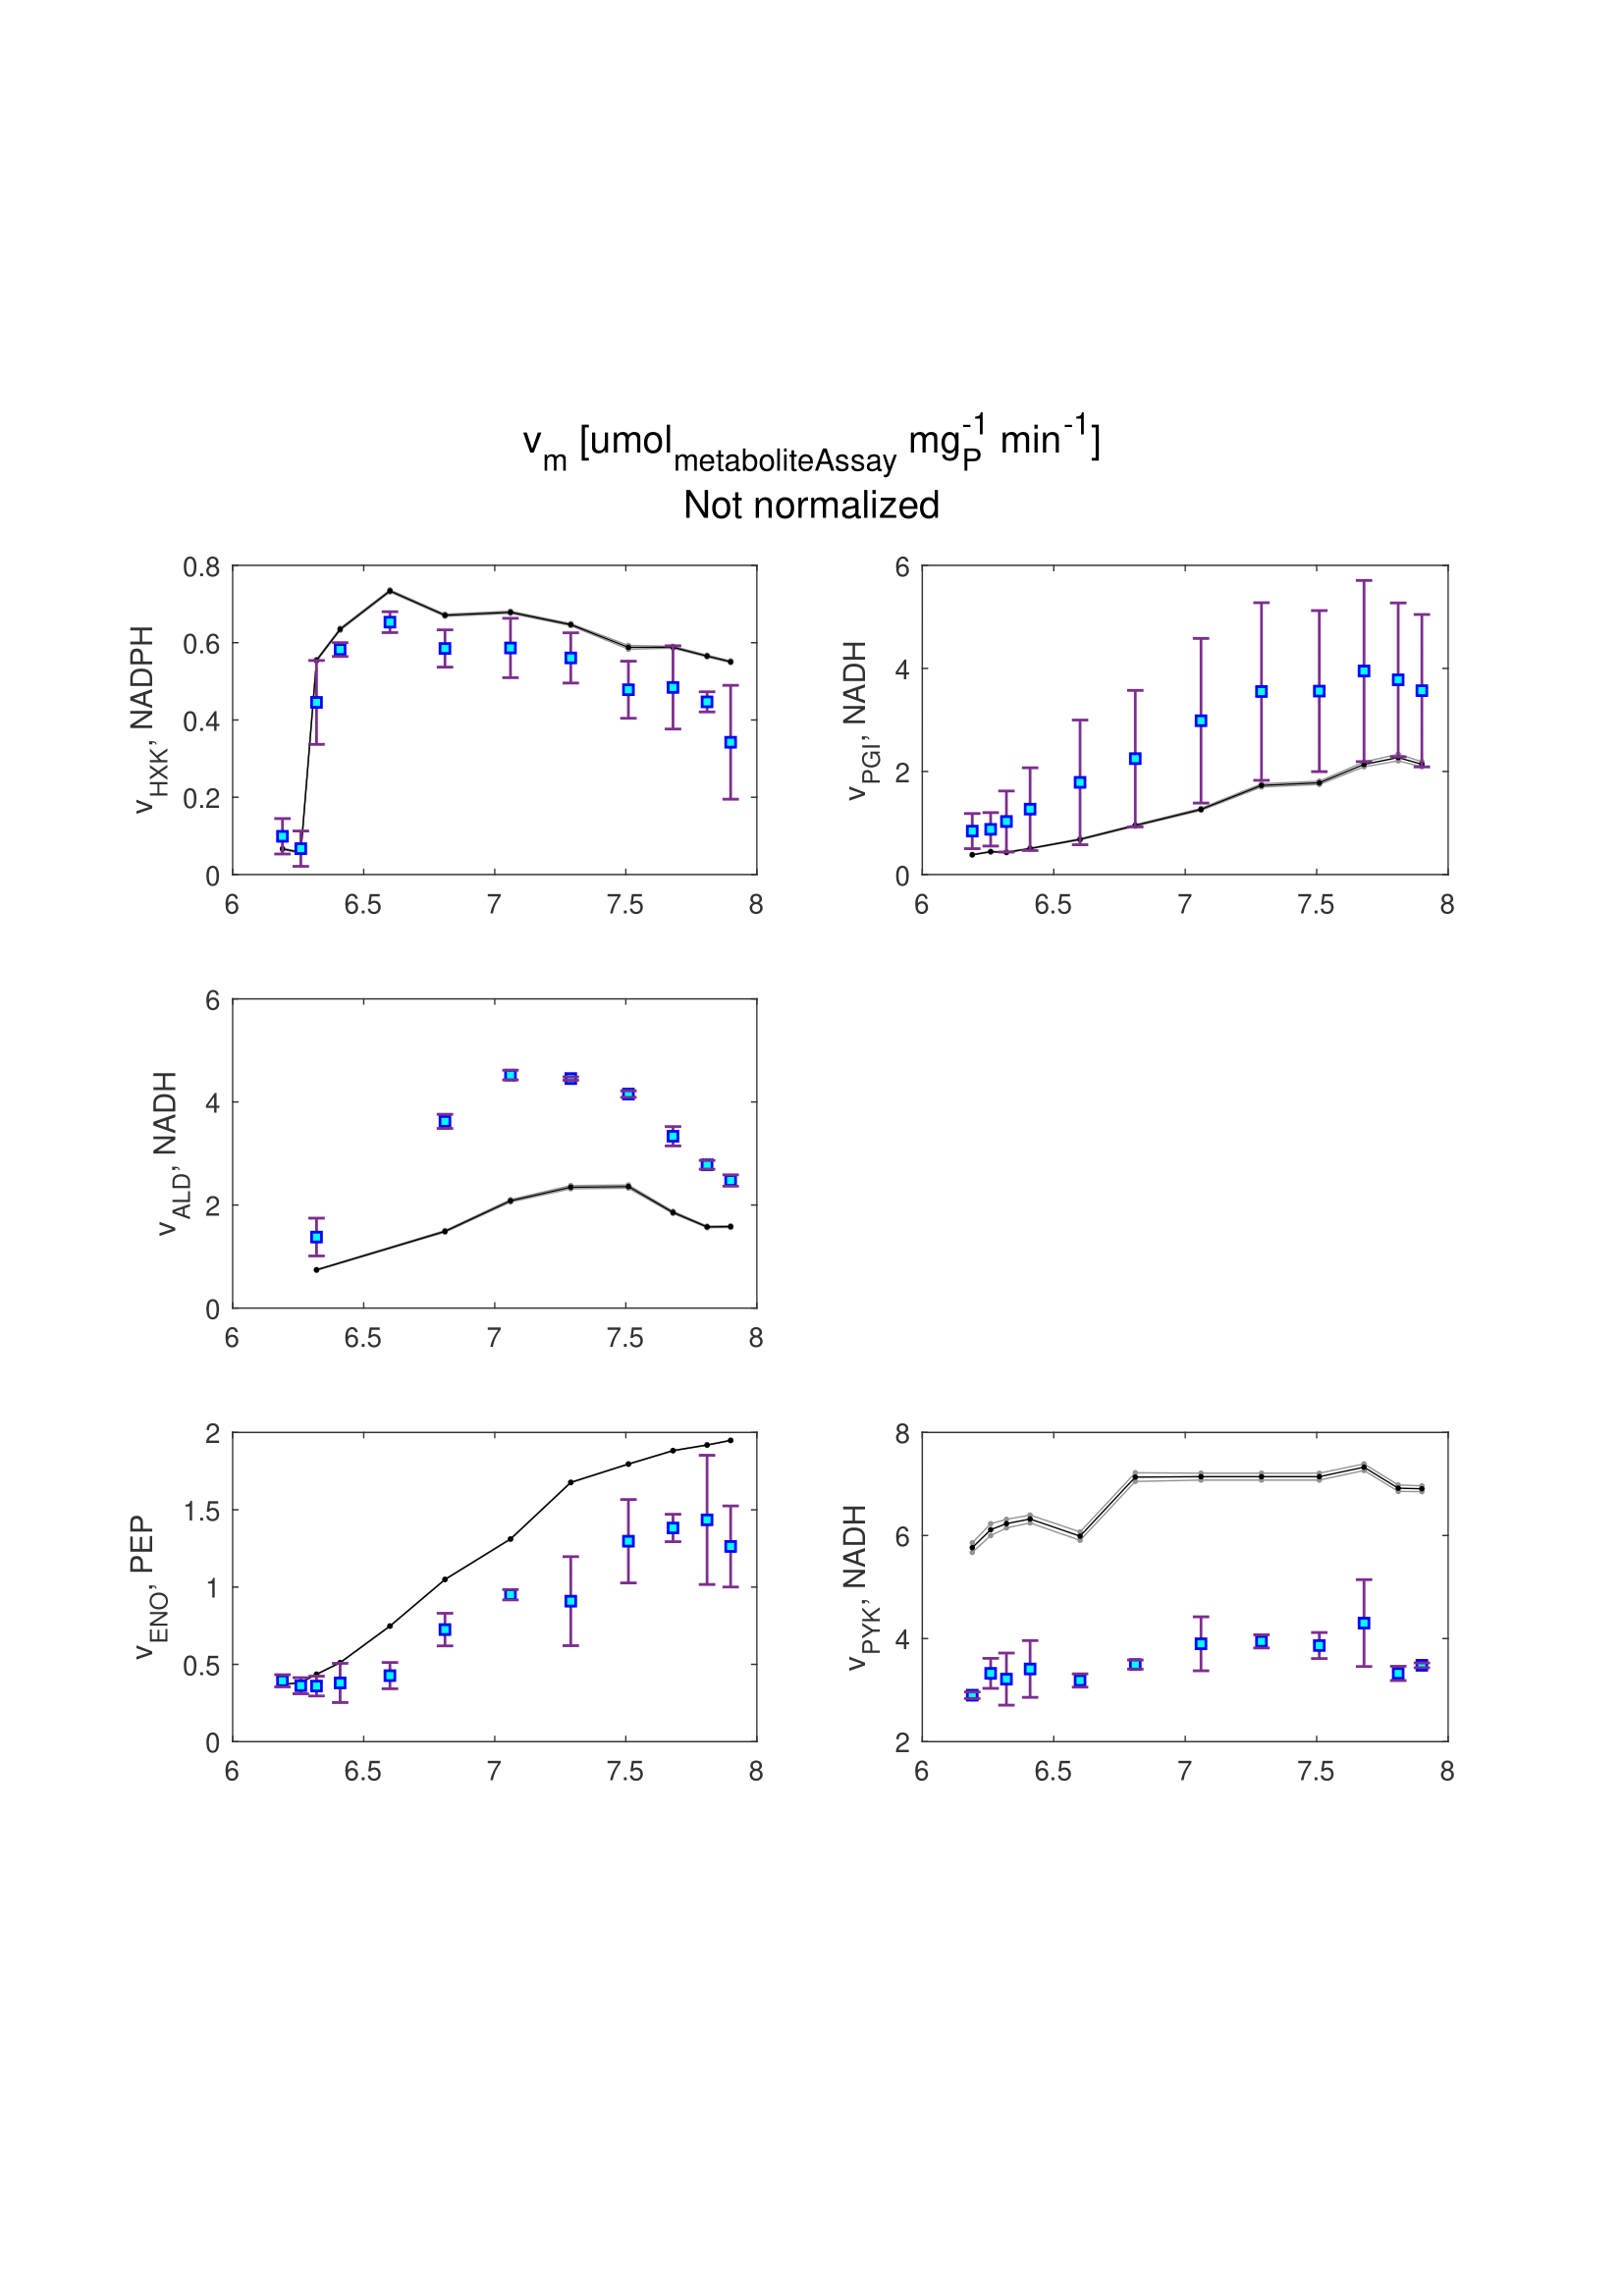 v_m [umol_metaboliteAssay mg_P^-1 min^-1]
Not normalized
v_HXK, NADPH
0.8
0.6
0.4
0.2
0
6 6.5 7 7.5 8
v_PGI, NADH
6
4
2
0
6 6.5 7 7.5 8
v_ALD, NADH
6
4
2
0
6 6.5 7 7.5 8
v_ENO, PEP
2
1.5
1
0.5
0
6 6.5 7 7.5 8
v_PYK, NADH
8
6
4
2
6 6.5 7 7.5 8